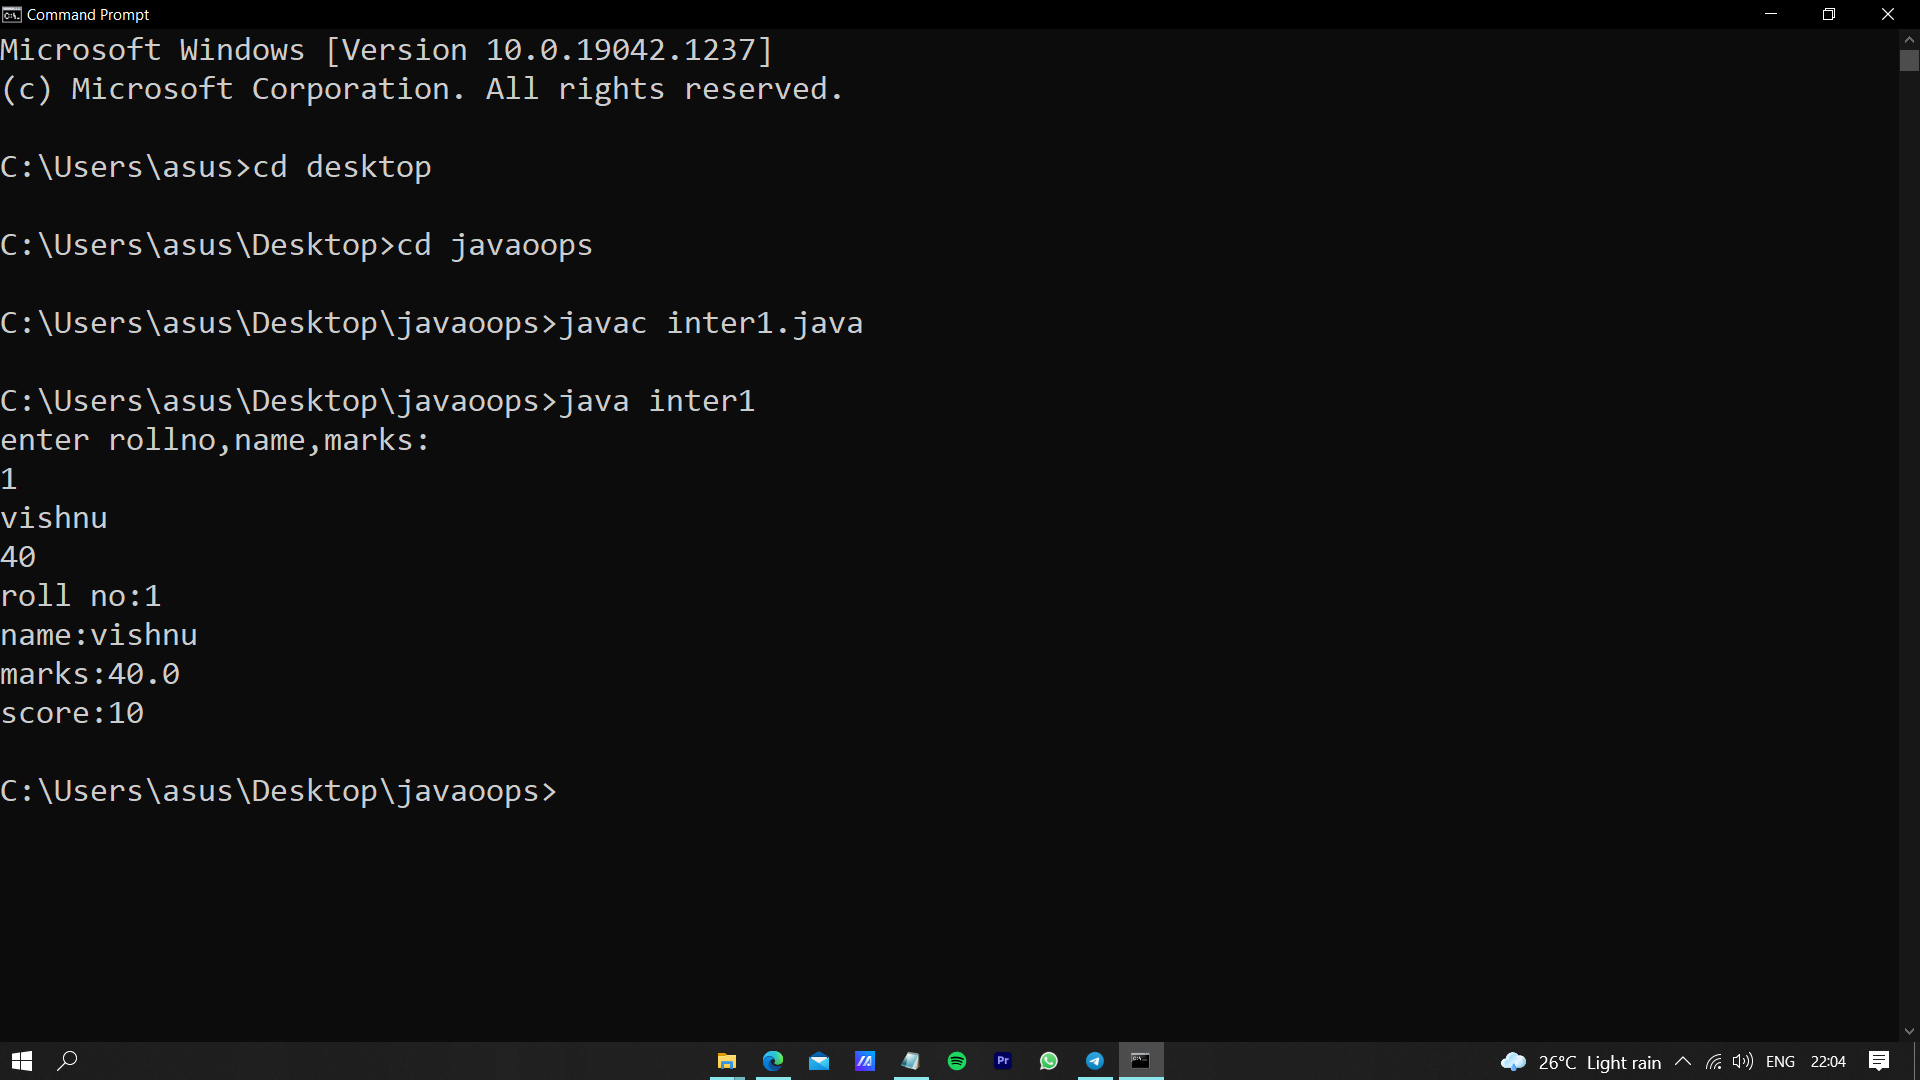 Command Prompt
Microsoft Windows [Version 10.0.19042.1237]
(c) Microsoft Corporation. All rights reserved.
C:\Users\asus>cd desktop
C:\Users\asus\Desktop>cd javaoops
C:\Users\asus\Desktop\javaoops>javac inter1.java
C:\Users\asus\Desktop\javaoops>java inter1
enter rollno,name,marks:
1
vishnu
40
roll no:1
name:vishnu
marks:40.0
score:10
C:\Users\asus\Desktop\javaoops>
Pr
26°C Light rain
ENG
22:04